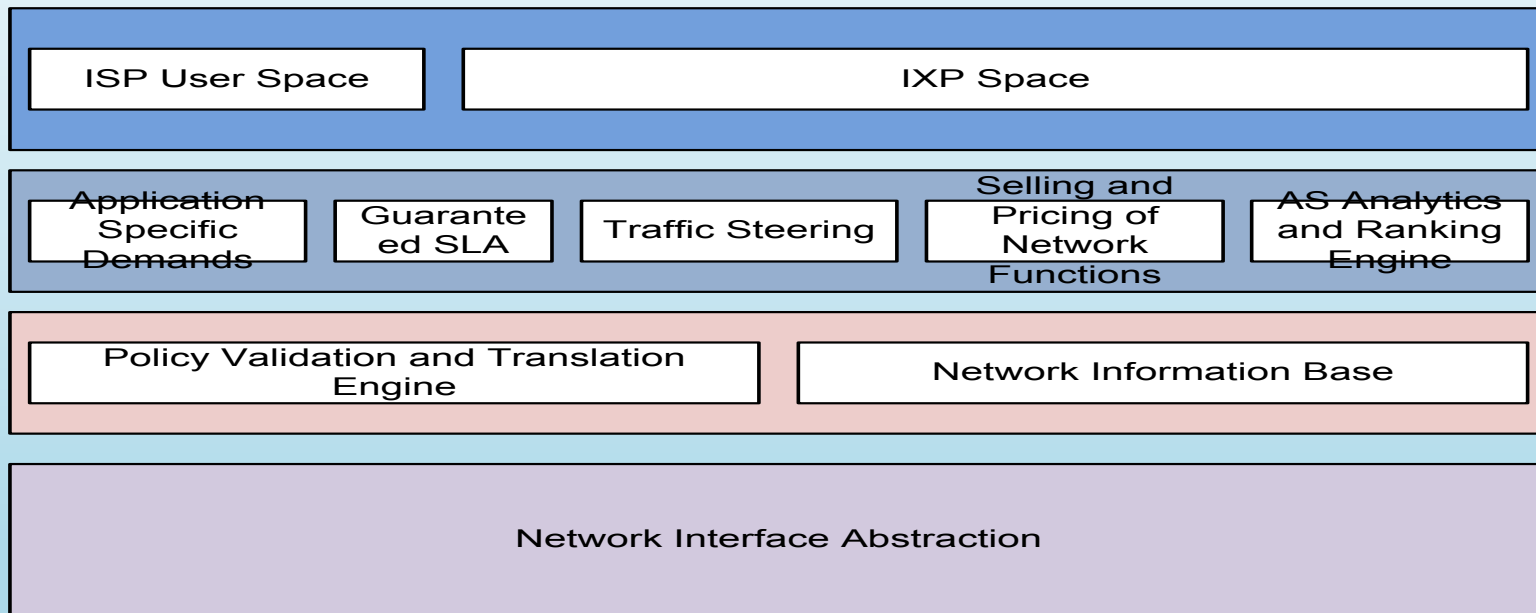 ISP User Space
IXP Space
Application
Specific
Demands
Guarante
ed SLA
Traffic Steering
Selling and
Pricing of
Network
Functions
AS Analytics
and Ranking
Engine
Policy Validation and Translation
Engine
Network Information Base
Network Interface Abstraction